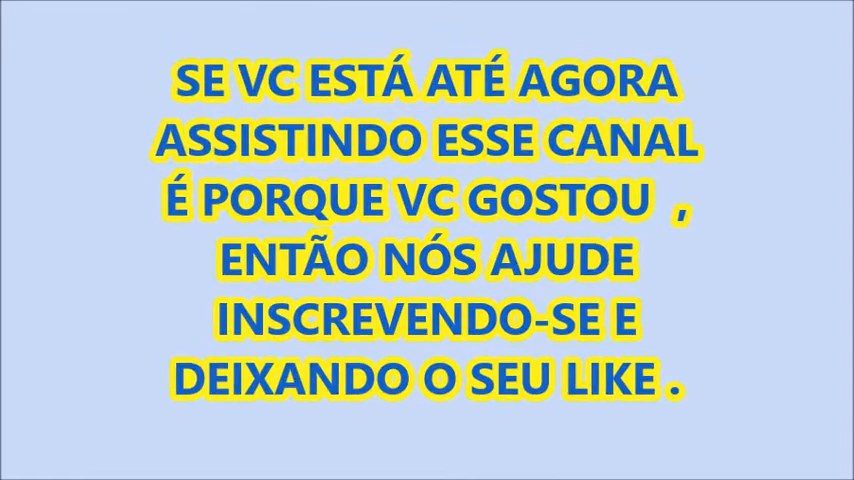 SE VC ESTÁ ATÉ AGORA
ASSISTINDO ESSE CANAL
É PORQUE VC GOSTOU ,
ENTÃO NÓS AJUDE
INSCREVENDO-SE E
DEIXANDO O SEU LIKE .